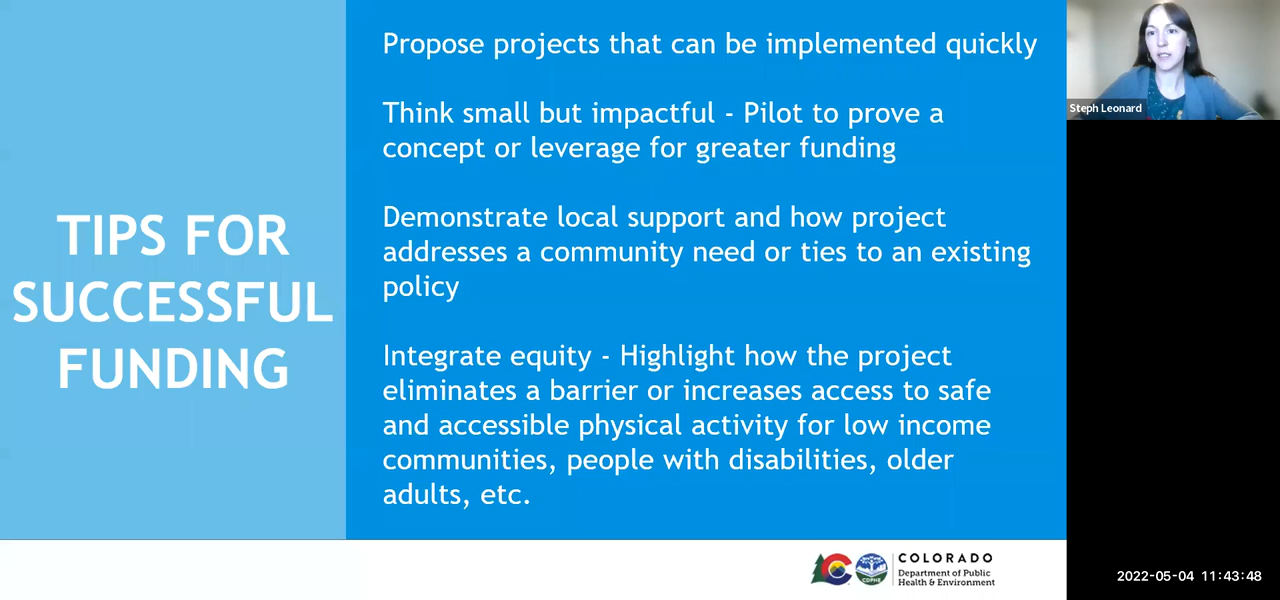 TIPS FOR
SUCCESSFUL
FUNDING
Propose projects that can be implemented quickly
Think small but impactful - Pilot to prove a
concept or leverage for greater funding
Demonstrate local support and how project
addresses a community need or ties to an existing
policy
Integrate equity - Highlight how the project
eliminates a barrier or increases access to safe
and accessible physical activity for low income
communities, people with disabilities, older
adults, etc.
Steph Leonard
CDPHE
COLORADO
Department of Public
Health & Environment
2022-05-04 11:43:48